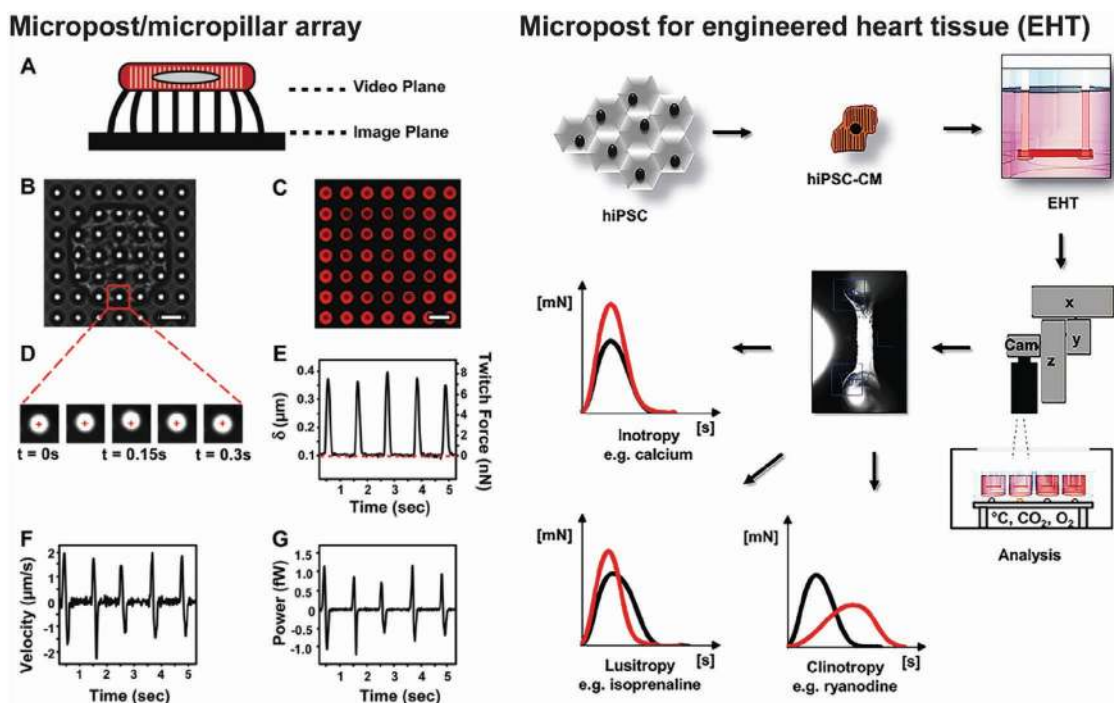 Micropost/micropillar array
A
Video Plane
Image Plane
B
C
D
t = 0s
t = 0.15s
t = 0.3s
E
δ (μm)
0.4
0.3
0.2
0.1
8
6
4
2
0
Twitch Force (nN)
1 2 3 4 5
Time (sec)
F
Velocity (μm/s)
2
1
0
-1
-2
1 2 3 4 5
Time (sec)
G
Power (fW)
1.5
1.0
0.5
0
-0.5
-1.0
1 2 3 4 5
Time (sec)
Micropost for engineered heart tissue (EHT)
hiPSC
hiPSC-CM
EHT
x
y
z
Cam
°C, CO₂, O₂
Analysis
[mN]
[s]
Inotropy
e.g. calcium
[mN]
[s]
Lusitropy
e.g. isoprenaline
[mN]
[s]
Clinotropy
e.g. ryanodine